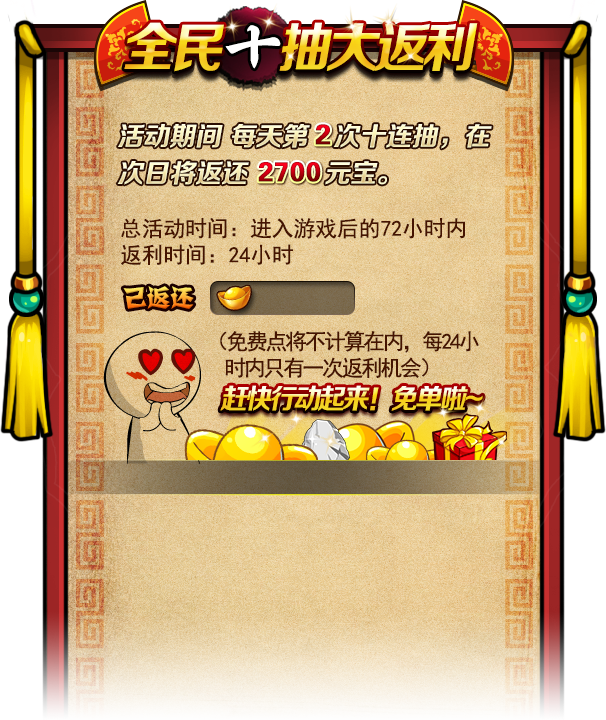 全民十抽大返利
活动期间 每天第2次十连抽，在
次日将返还 2700元宝。
总活动时间：进入游戏后的72小时内
返利时间：24小时
已返还
（免费点将不计算在内，每24小
时内只有一次返利机会）
赶快行动起来！免单啦~